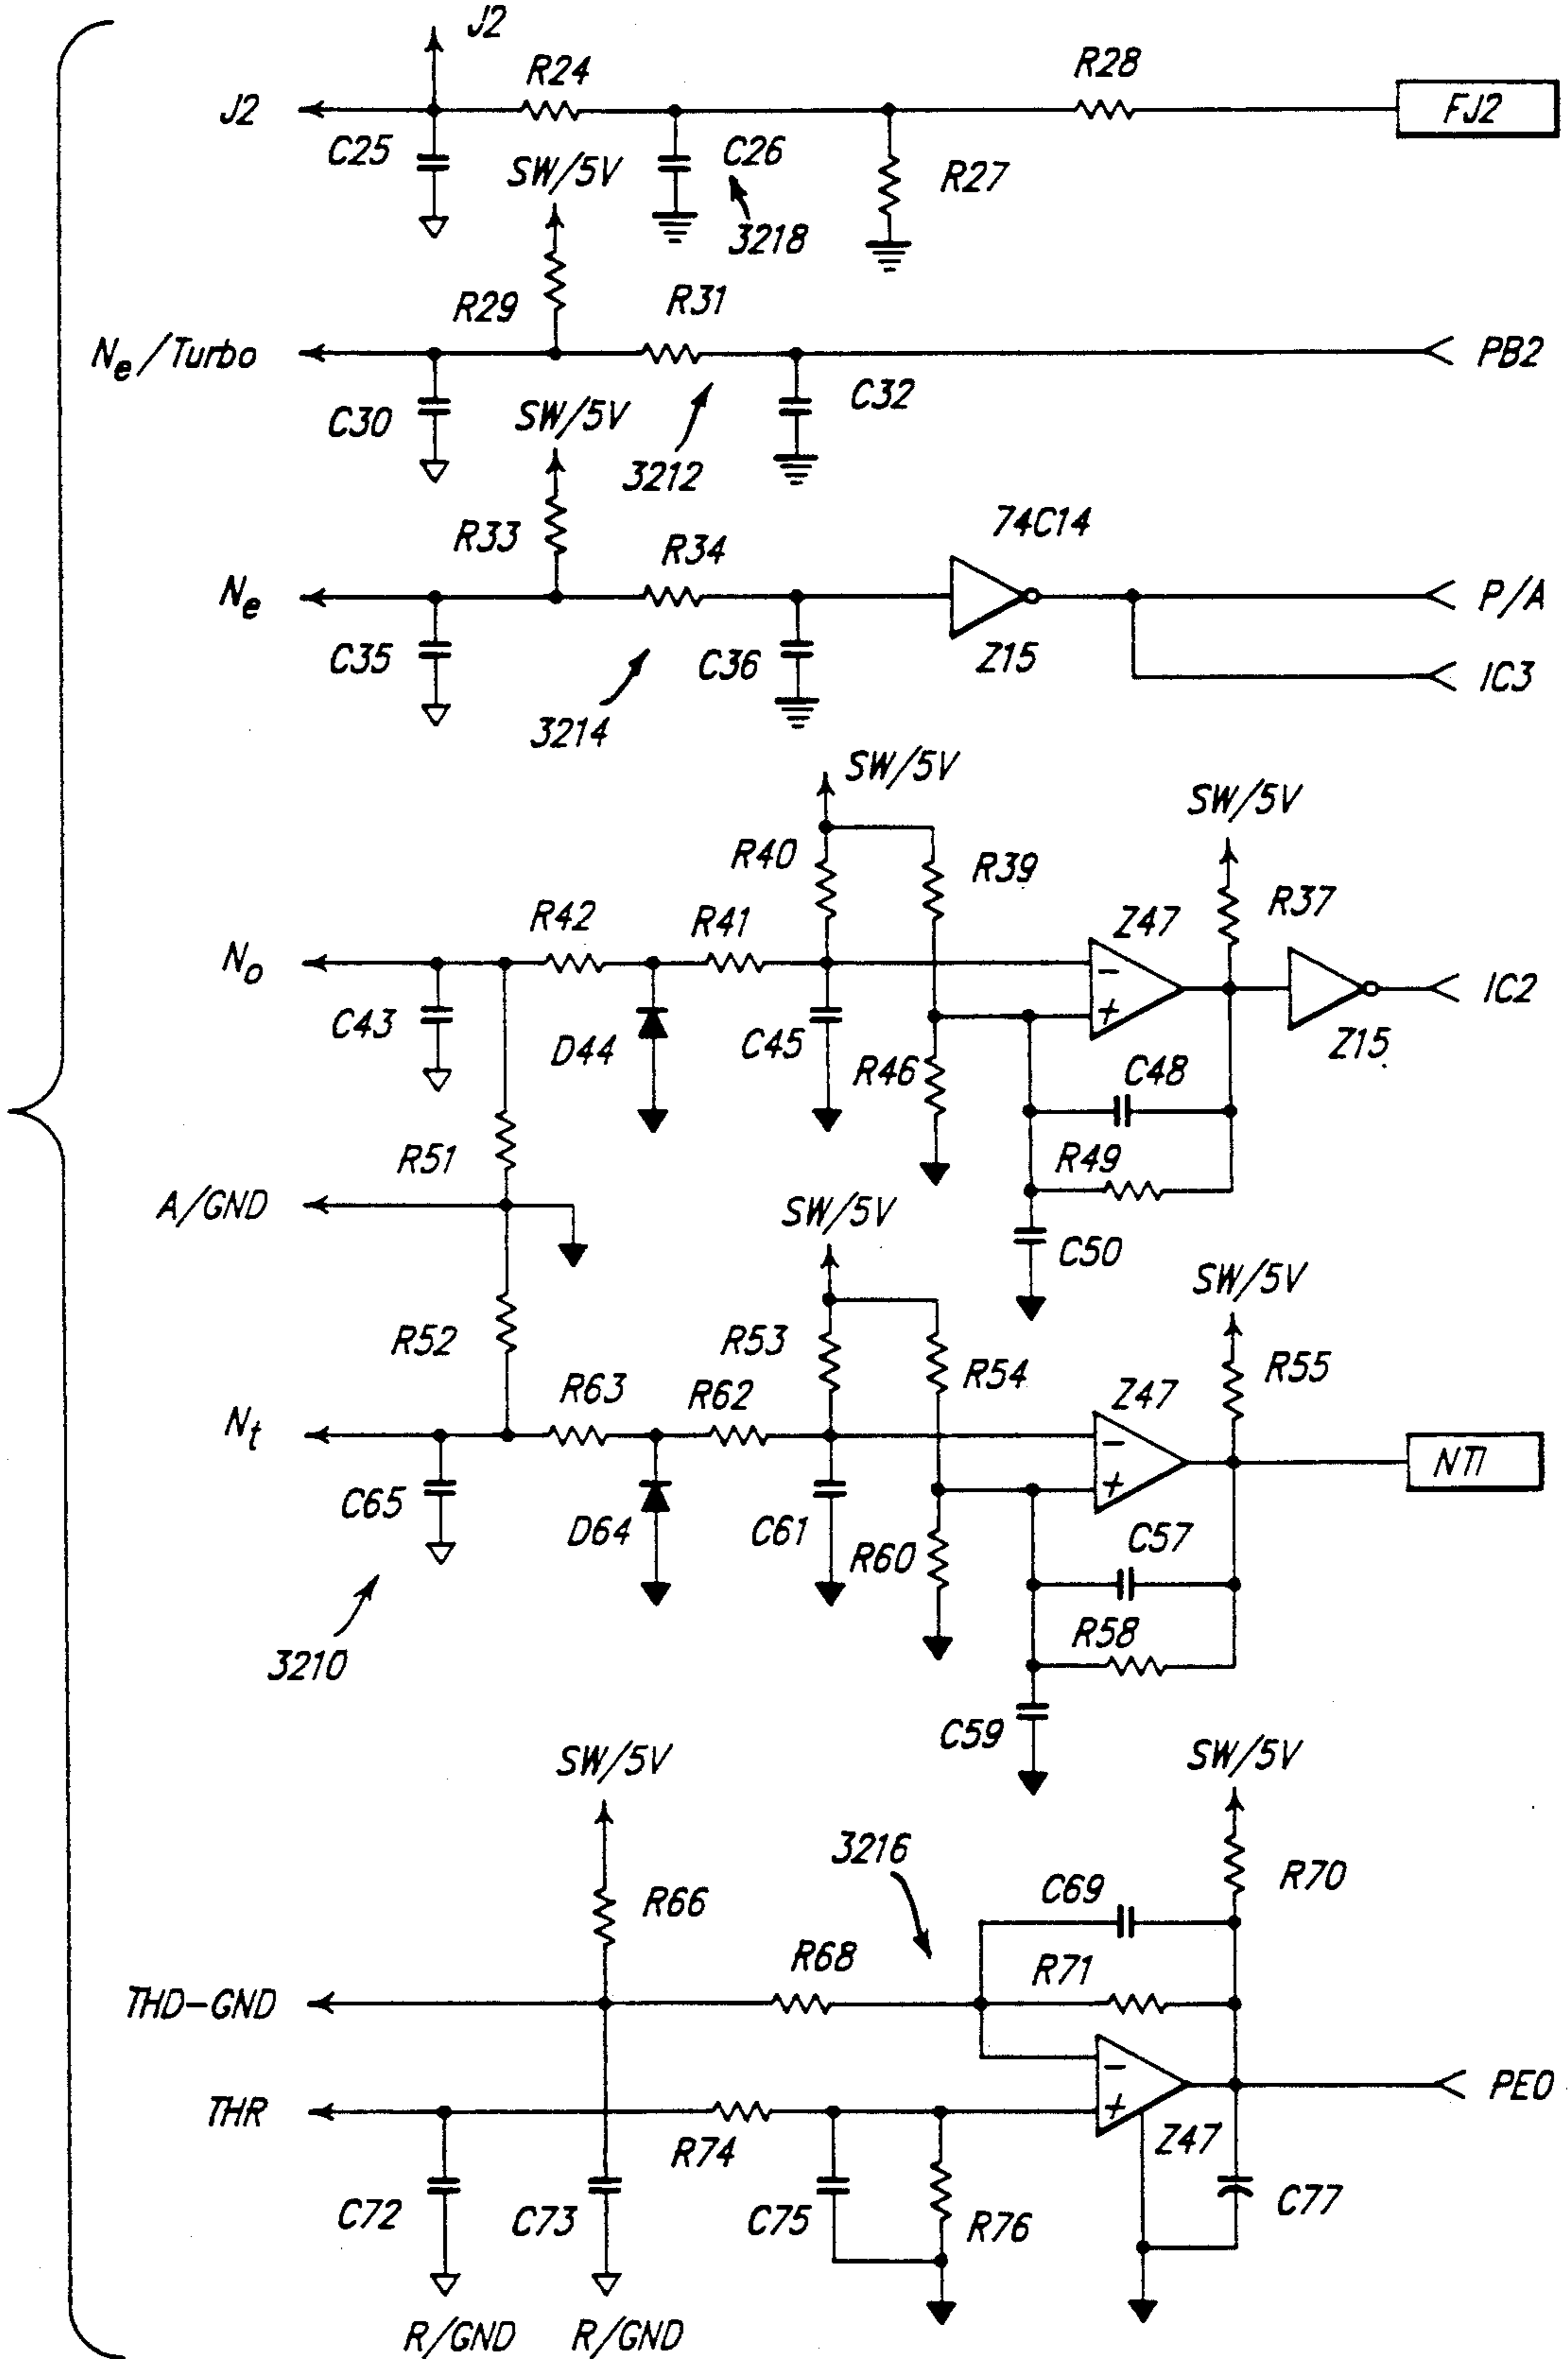 J2
R24
R28
J2
FJ2
C25
SW/5V
C26
R27
3218
R29
R31
Ne/Turbo
PB2
C30
SW/5V
C32
3212
R33
R34
74C14
Ne
P/A
C35
C36
Z15
IC3
3214
SW/5V
SW/5V
R40
R39
R37
R42
R41
Z47
No
IC2
C43
D44
C45
R46
Z15
C48
R51
R49
A/GND
SW/5V
C50
SW/5V
R52
R53
R54
R55
R63
R62
Z47
Nt
NTI
C65
D64
C61
R60
C57
R58
3210
C59
SW/5V
SW/5V
3216
R66
C69
R70
R68
R71
THD-GND
PE0
THR
R74
Z47
C72
C73
C75
R76
C77
R/GND
R/GND